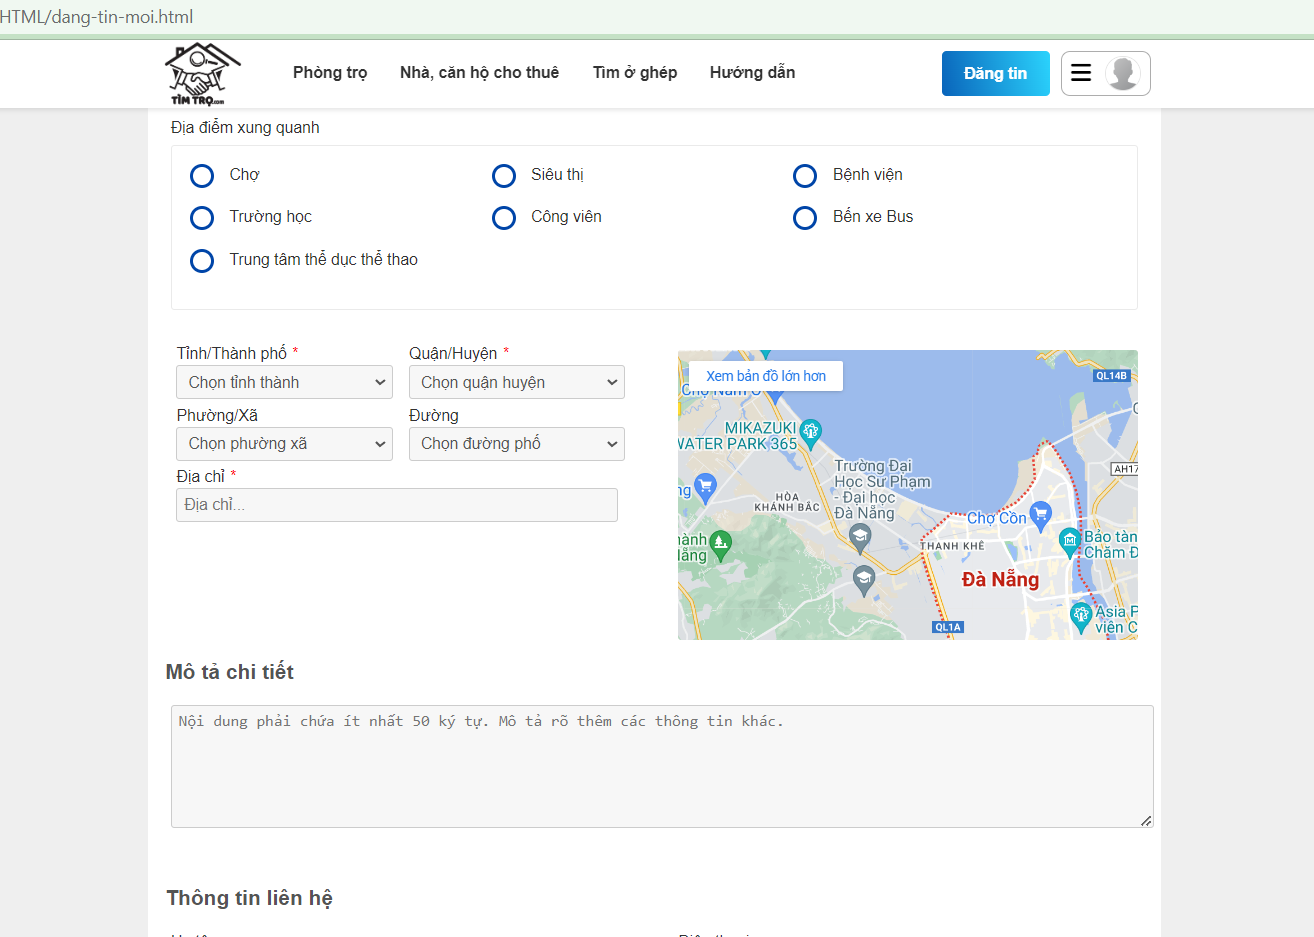 HTML/dang-tin-moi.html
TÌM TRỌ.com
Phòng trọ
Nhà, căn hộ cho thuê
Tìm ở ghép
Hướng dẫn
Đăng tin
Địa điểm xung quanh
Chợ
Siêu thị
Bệnh viện
Trường học
Công viên
Bến xe Bus
Trung tâm thể dục thể thao
Tỉnh/Thành phố *
Quận/Huyện *
Chọn tỉnh thành
Chọn quận huyện
Phường/Xã
Đường
Chọn phường xã
Chọn đường phố
Địa chỉ *
Địa chỉ...
Xem bản đồ lớn hơn
QL14B
MIKAZUKI
WATER PARK 365
Trường Đại
Học Sư Phạm
- Đại học
Đà Nẵng
AH17
HÒA
KHÁNH BẮC
Chợ Cồn
THANH KHÊ
Bảo tàn
Chăm Đ
Đà Nẵng
Asia P
viên C
QL1A
Mô tả chi tiết
Nội dung phải chứa ít nhất 50 ký tự. Mô tả rõ thêm các thông tin khác.
Thông tin liên hệ